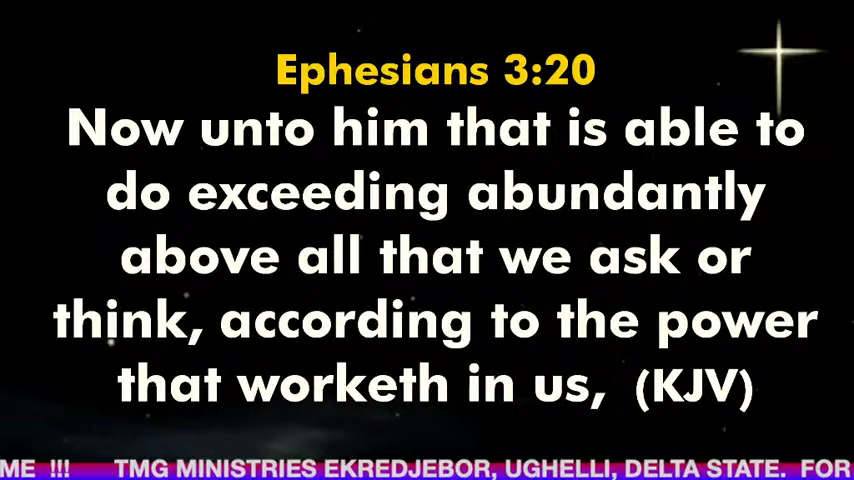 Ephesians 3:20
Now unto him that is able to
do exceeding abundantly
above all that we ask or
think, according to the power
that worketh in us, (KJV)
ME !!! TMG MINISTRIES EKREDJEBOR, UGHELLI, DELTA STATE. FOR